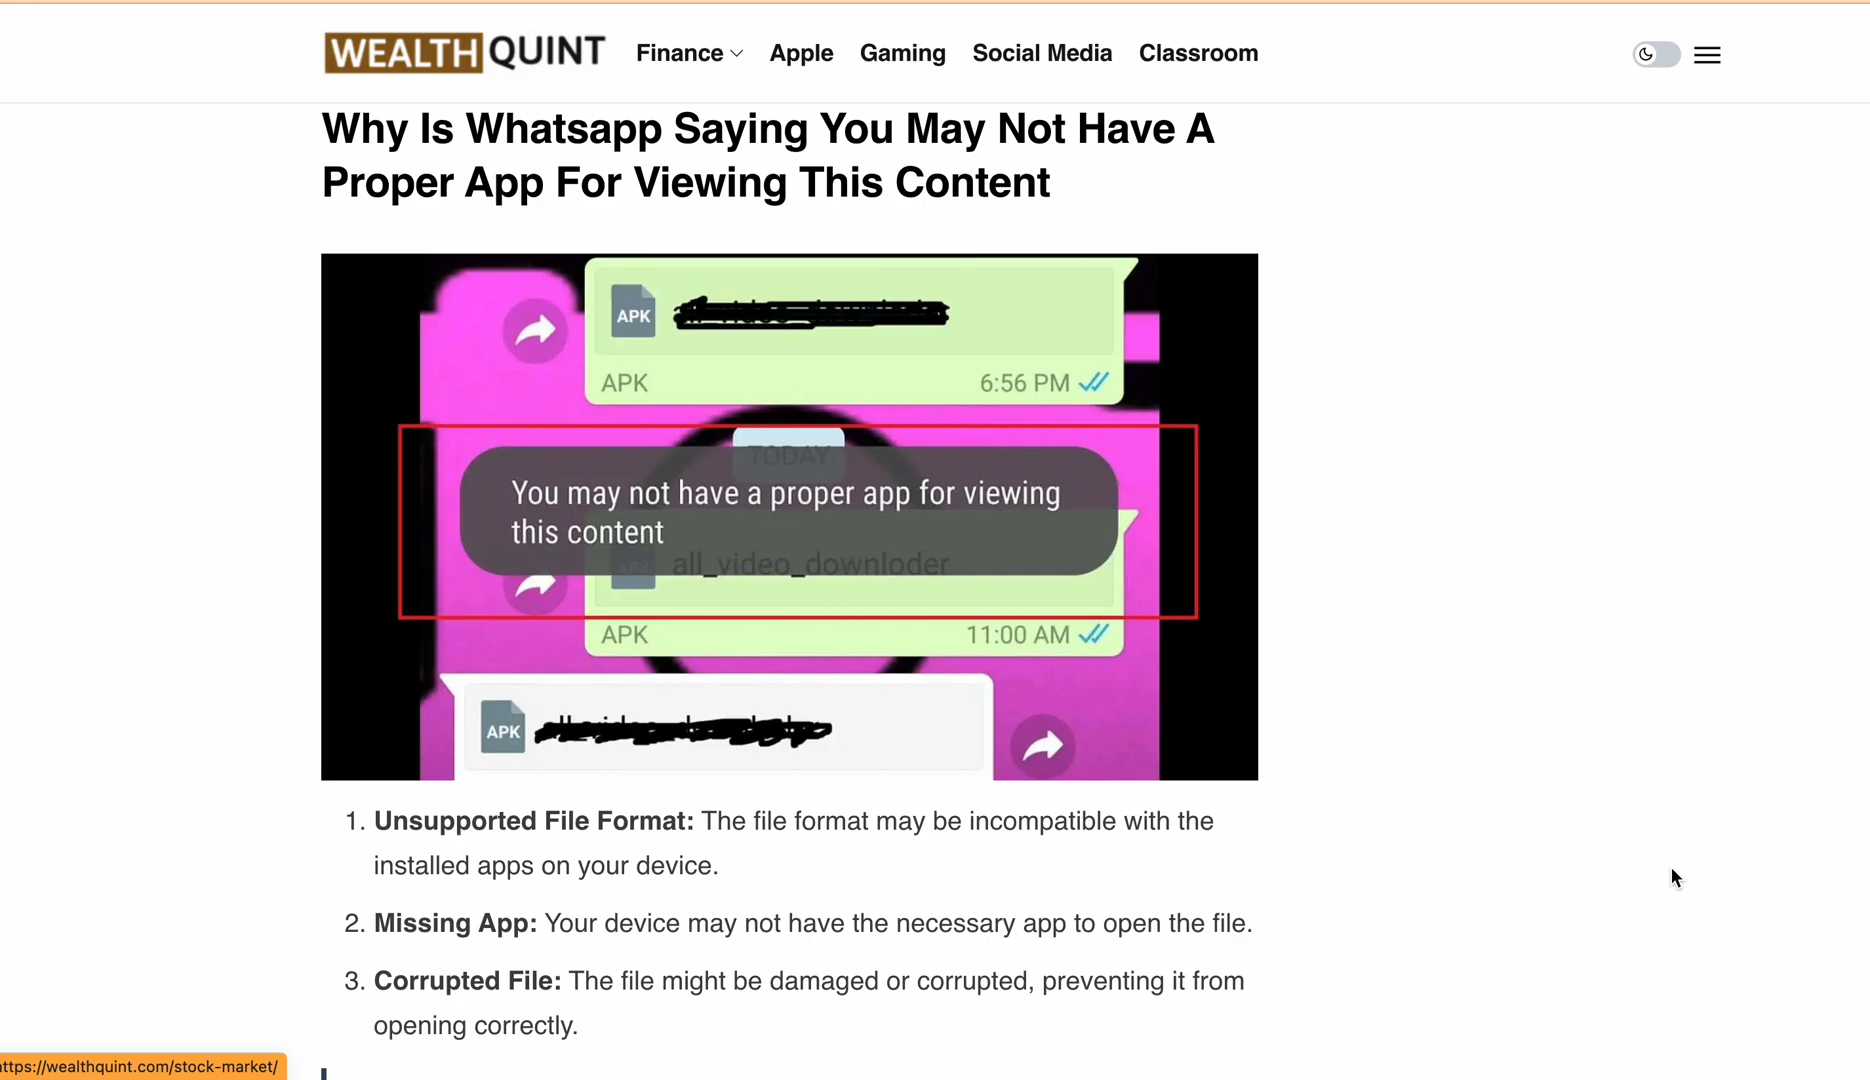 WEALTHQUINT Finance Apple Gaming Social Media Classroom
Why Is Whatsapp Saying You May Not Have A
Proper App For Viewing This Content
APK
APK 6:56 PM
TODAY
You may not have a proper app for viewing
this content
APK all_video_downloder
APK 11:00 AM
APK
1. Unsupported File Format: The file format may be incompatible with the
installed apps on your device.
2. Missing App: Your device may not have the necessary app to open the file.
3. Corrupted File: The file might be damaged or corrupted, preventing it from
opening correctly.
ttps://wealthquint.com/stock-market/